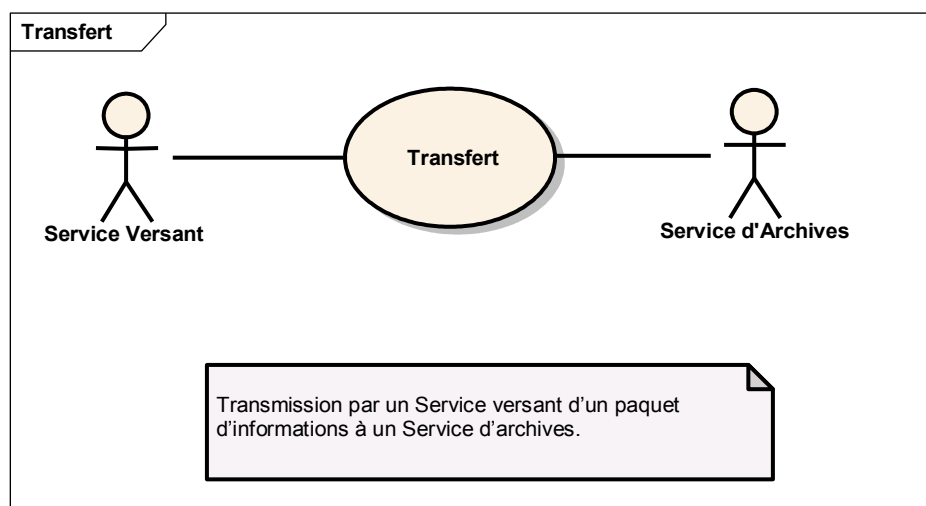 Transfert
Transfert
Service Versant
Service d'Archives
Transmission par un Service versant d’un paquet
d’informations à un Service d’archives.